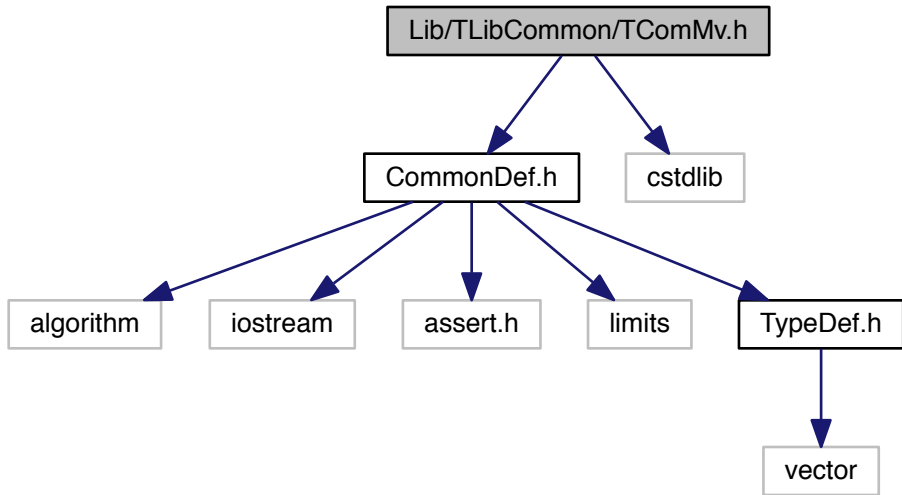 Lib/TLibCommon/TComMv.h
CommonDef.h
cstdlib
algorithm
iostream
assert.h
limits
TypeDef.h
vector